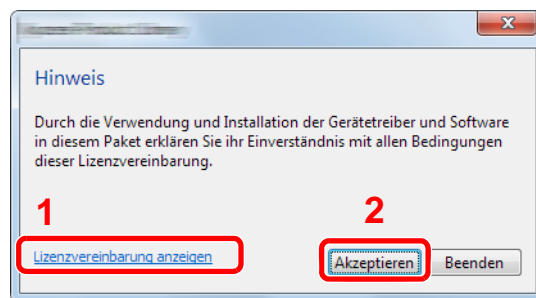 Hinweis
Durch die Verwendung und Installation der Gerätetreiber und Software
in diesem Paket erklären Sie ihr Einverständnis mit allen Bedingungen
dieser Lizenzvereinbarung.
1
2
Lizenzvereinbarung anzeigen
Akzeptieren Beenden